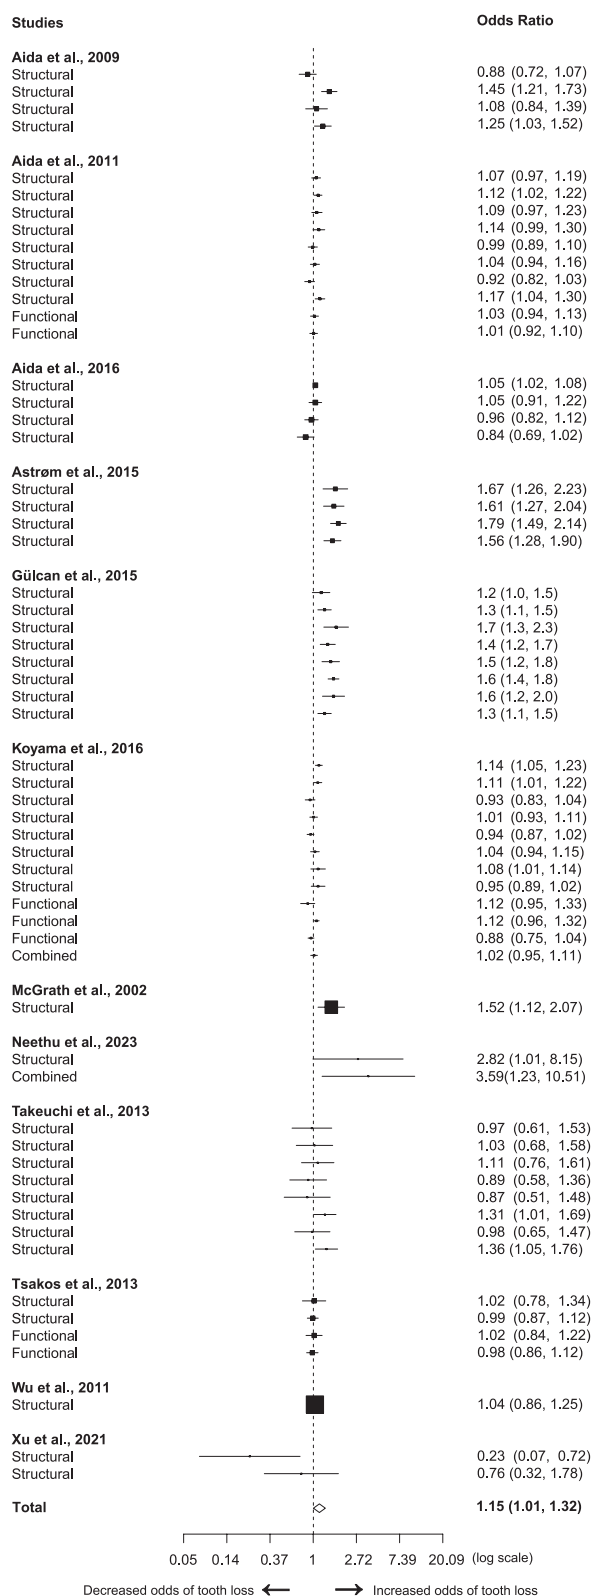 Studies Odds Ratio
Aida et al., 2009
Structural 0.88 (0.72, 1.07)
Structural 1.45 (1.21, 1.73)
Structural 1.08 (0.84, 1.39)
Structural 1.25 (1.03, 1.52)
Aida et al., 2011
Structural 1.07 (0.97, 1.19)
Structural 1.12 (1.02, 1.22)
Structural 1.09 (0.97, 1.23)
Structural 1.14 (0.99, 1.30)
Structural 0.99 (0.89, 1.10)
Structural 1.04 (0.94, 1.16)
Structural 0.92 (0.82, 1.03)
Structural 1.17 (1.04, 1.30)
Functional 1.03 (0.94, 1.13)
Functional 1.01 (0.92, 1.10)
Aida et al., 2016
Structural 1.05 (1.02, 1.08)
Structural 1.05 (0.91, 1.22)
Structural 0.96 (0.82, 1.12)
Structural 0.84 (0.69, 1.02)
Astrøm et al., 2015
Structural 1.67 (1.26, 2.23)
Structural 1.61 (1.27, 2.04)
Structural 1.79 (1.49, 2.14)
Structural 1.56 (1.28, 1.90)
Gülcan et al., 2015
Structural 1.2 (1.0, 1.5)
Structural 1.3 (1.1, 1.5)
Structural 1.7 (1.3, 2.3)
Structural 1.4 (1.2, 1.7)
Structural 1.5 (1.2, 1.8)
Structural 1.6 (1.4, 1.8)
Structural 1.6 (1.2, 2.0)
Structural 1.3 (1.1, 1.5)
Koyama et al., 2016
Structural 1.14 (1.05, 1.23)
Structural 1.11 (1.01, 1.22)
Structural 0.93 (0.83, 1.04)
Structural 1.01 (0.93, 1.11)
Structural 0.94 (0.87, 1.02)
Structural 1.04 (0.94, 1.15)
Structural 1.08 (1.01, 1.14)
Structural 0.95 (0.89, 1.02)
Functional 1.12 (0.95, 1.33)
Functional 1.12 (0.96, 1.32)
Functional 0.88 (0.75, 1.04)
Combined 1.02 (0.95, 1.11)
McGrath et al., 2002
Structural 1.52 (1.12, 2.07)
Neethu et al., 2023
Structural 2.82 (1.01, 8.15)
Combined 3.59(1.23, 10.51)
Takeuchi et al., 2013
Structural 0.97 (0.61, 1.53)
Structural 1.03 (0.68, 1.58)
Structural 1.11 (0.76, 1.61)
Structural 0.89 (0.58, 1.36)
Structural 0.87 (0.51, 1.48)
Structural 1.31 (1.01, 1.69)
Structural 0.98 (0.65, 1.47)
Structural 1.36 (1.05, 1.76)
Tsakos et al., 2013
Structural 1.02 (0.78, 1.34)
Structural 0.99 (0.87, 1.12)
Functional 1.02 (0.84, 1.22)
Functional 0.98 (0.86, 1.12)
Wu et al., 2011
Structural 1.04 (0.86, 1.25)
Xu et al., 2021
Structural 0.23 (0.07, 0.72)
Structural 0.76 (0.32, 1.78)
Total 1.15 (1.01, 1.32)
0.05 0.14 0.37 1 2.72 7.39 20.09 (log scale)
Decreased odds of tooth loss ← → Increased odds of tooth loss